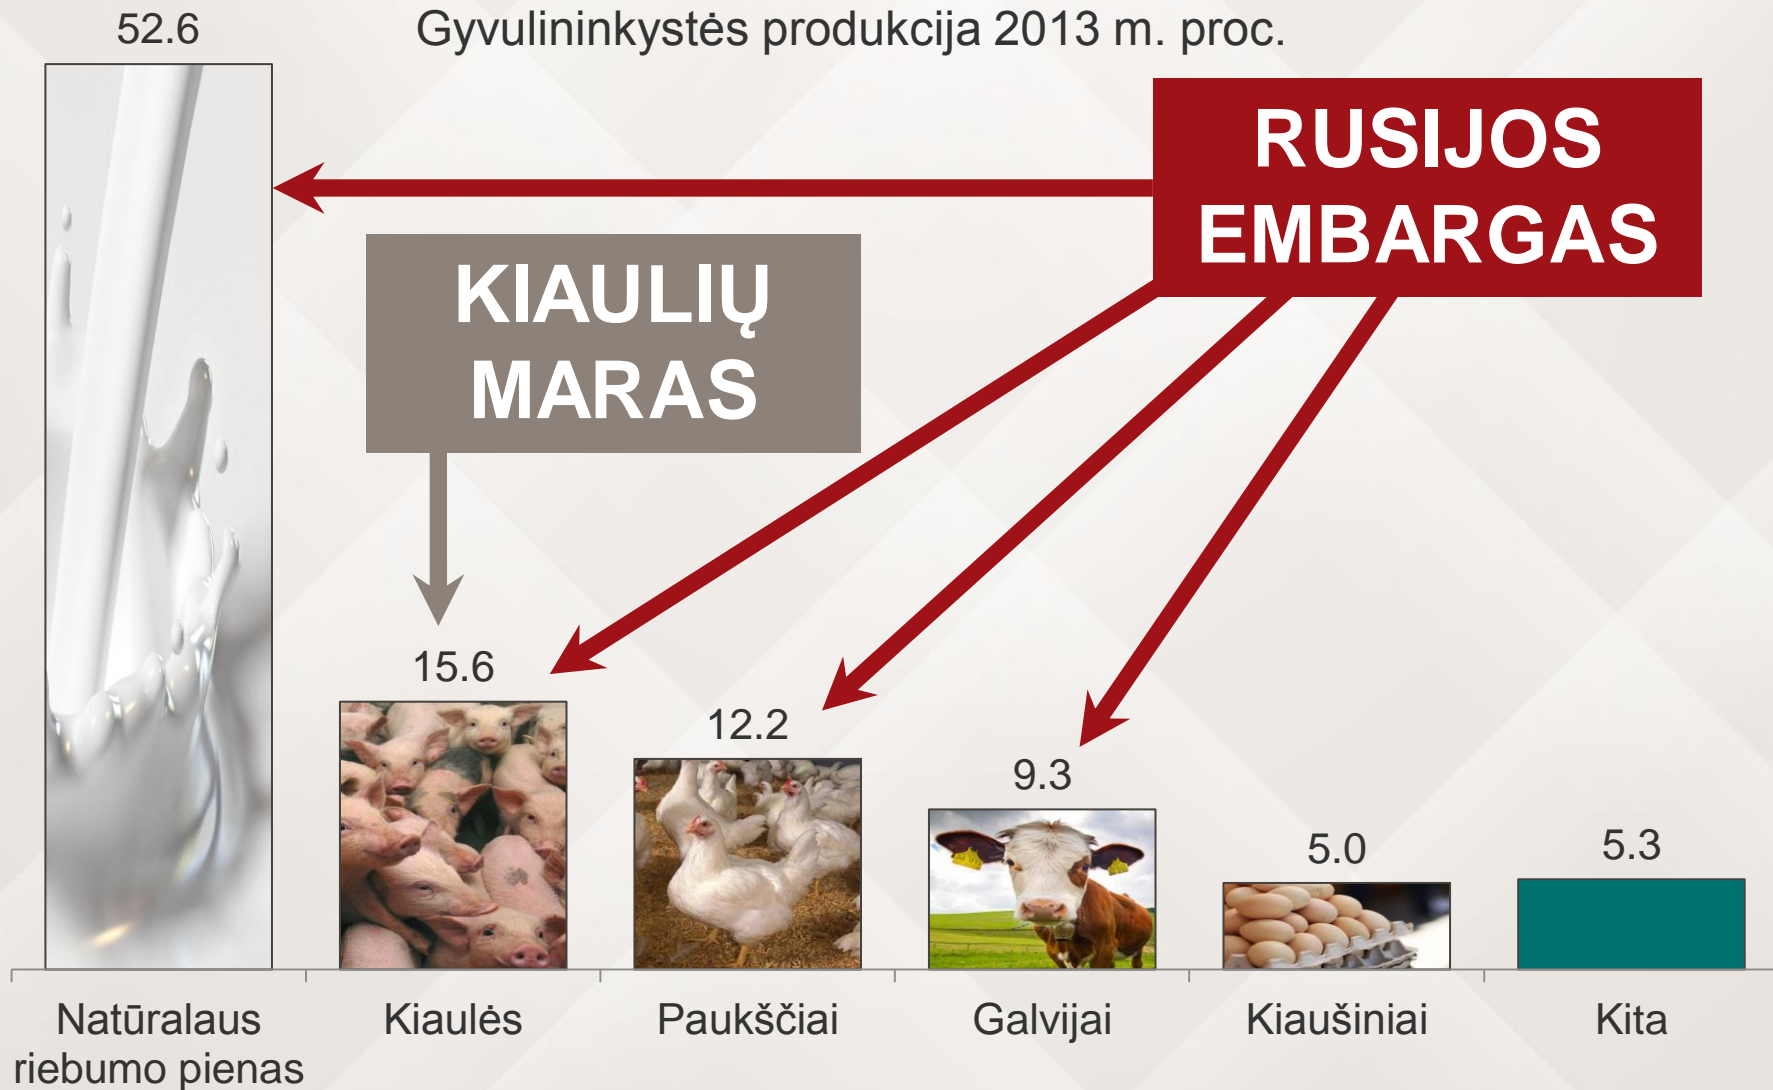 Gyvulininkystės produkcija 2013 m. proc.
52.6
RUSIJOS
EMBARGAS
KIAULIŲ
MARAS
15.6
12.2
9.3
5.0
5.3
Natūralaus
riebumo pienas
Kiaulės
Paukščiai
Galvijai
Kiaušiniai
Kita